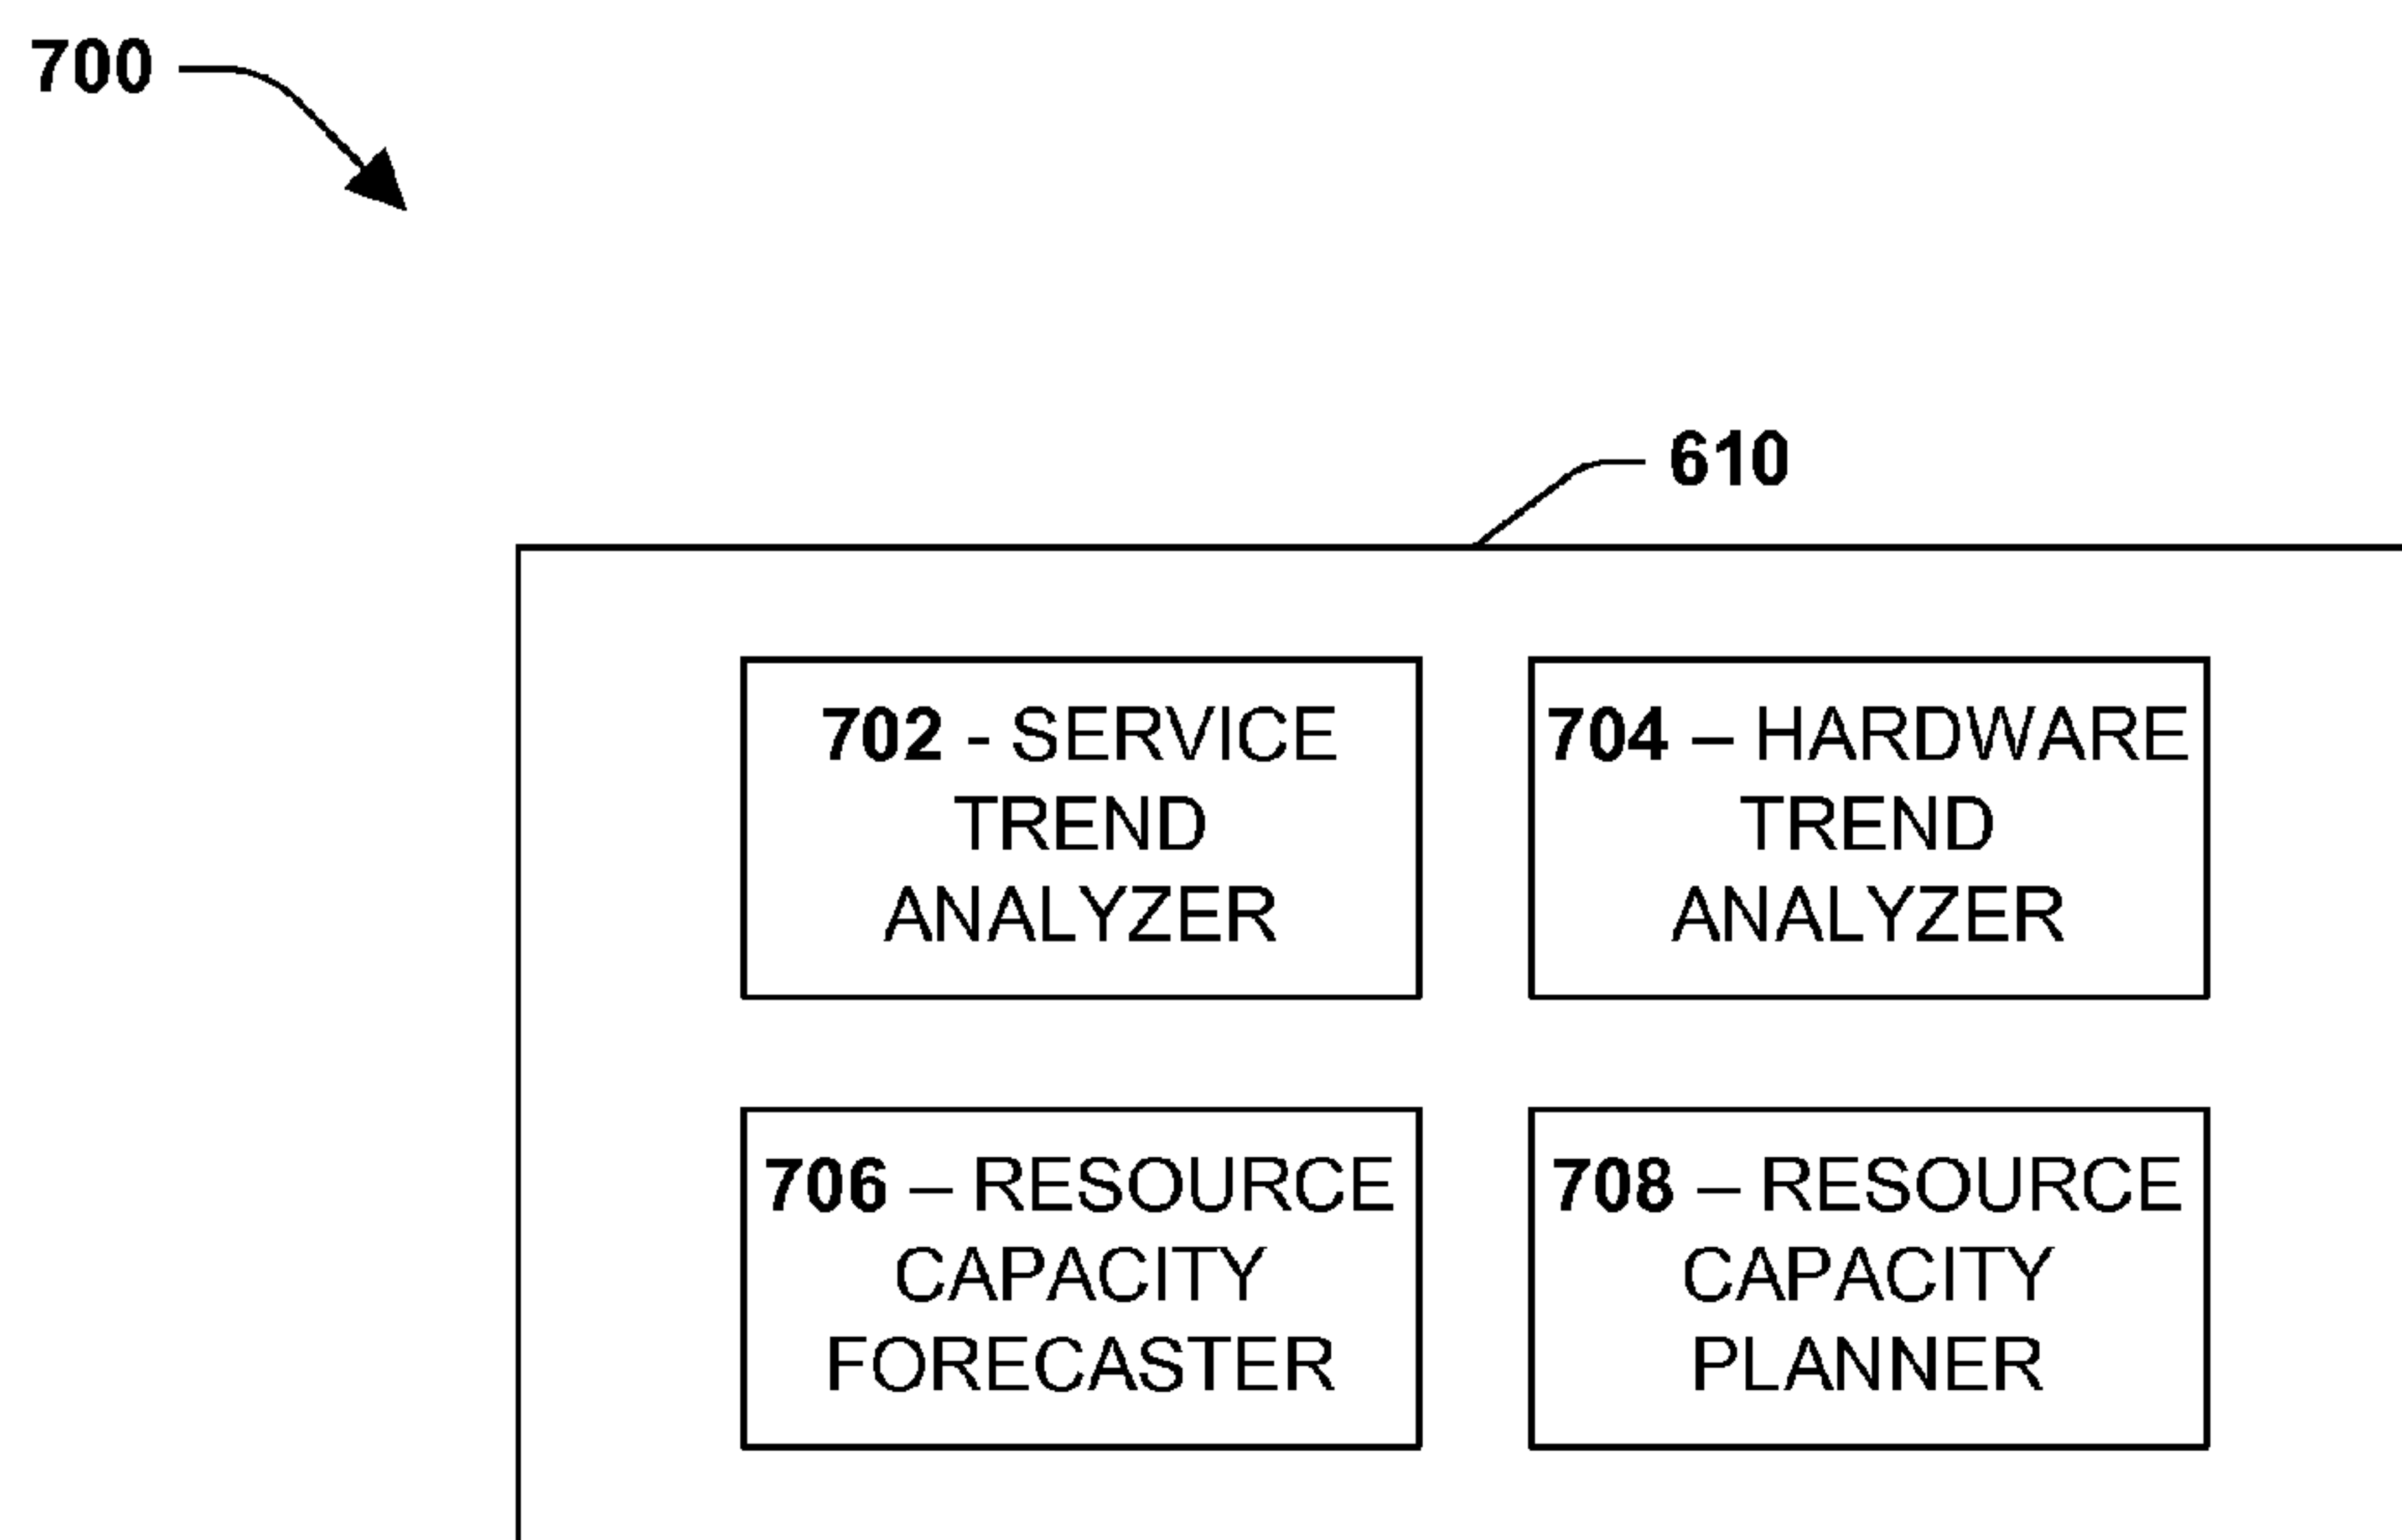 700
610
702 - SERVICE
TREND
ANALYZER
704 – HARDWARE
TREND
ANALYZER
706 – RESOURCE
CAPACITY
FORECASTER
708 – RESOURCE
CAPACITY
PLANNER